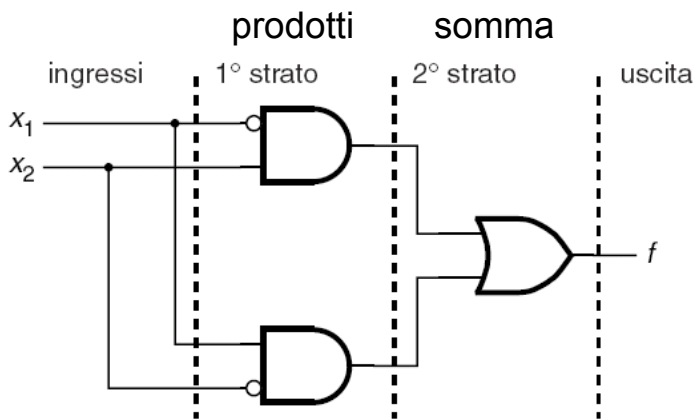 prodotti somma
ingressi 1° strato 2° strato uscita
x1
x2
f